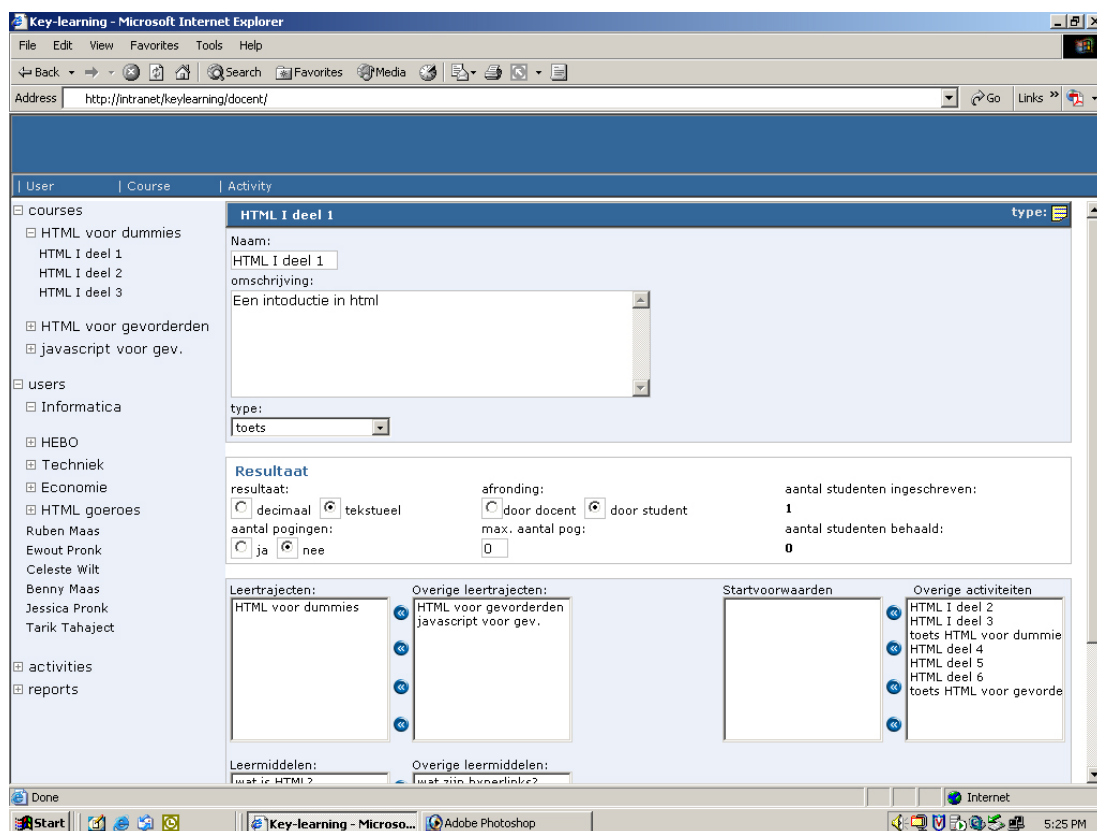 Key-learning - Microsoft Internet Explorer
File Edit View Favorites Tools Help
Back Search Favorites Media
Address http://intranet/keylearning/docent/ Go Links »
| User | Course | Activity
courses
HTML voor dummies
HTML I deel 1
HTML I deel 2
HTML I deel 3
HTML voor gevorderden
javascript voor gev.
users
Informatica
HEBO
Techniek
Economie
HTML goeroes
Ruben Maas
Ewout Pronk
Celeste Wilt
Benny Maas
Jessica Pronk
Tarik Tahaject
activities
reports
HTML I deel 1 type:
Naam:
HTML I deel 1
omschrijving:
Een intoductie in html
type:
toets
Resultaat
resultaat: afronding: aantal studenten ingeschreven:
decimaal tekstueel door docent door student 1
aantal pogingen: max. aantal pog: aantal studenten behaald:
ja nee 0 0
Leertrajecten: Overige leertrajecten: Startvoorwaarden Overige activiteiten
HTML voor dummies
HTML voor gevorderden
javascript voor gev.
HTML I deel 2
HTML I deel 3
toets HTML voor dummie
HTML deel 4
HTML deel 5
HTML deel 6
toets HTML voor gevorde
Leermiddelen: Overige leermiddelen:
wat is HTML? wat zijn hyperlinks?
Done Internet
Start Key-learning - Microso... Adobe Photoshop 5:25 PM